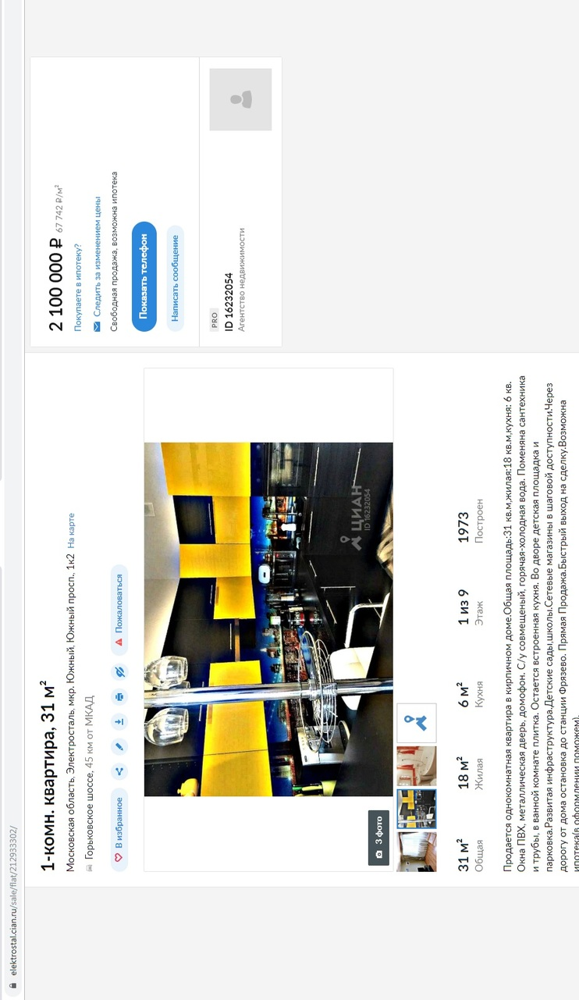 elektrostal.cian.ru/sale/flat/212933302/
1-комн. квартира, 31 м²
Московская область, Электросталь, мкр. Южный, Южный просп., 1к2 На карте
Горьковское шоссе, 45 км от МКАД
В избранное
Пожаловаться
ЦИАН
ID 16232054
3 фото
31 м²
Общая
18 м²
Жилая
6 м²
Кухня
1 из 9
Этаж
1973
Построен
Продается однокомнатная квартира в кирпичном доме.Общая площадь:31 кв.м,жилая:18 кв.м,кухня: 6 кв.
Окна ПВХ, металлическая дверь, домофон. С/у совмещеный, горячая-холодная вода. Поменяна сантехника
и трубы, в ванной комнате плитка. Остается встроенная кухня. Во дворе детская площадка и
парковка.Развитая инфраструктура.Детские сады,школы.Сетевые магазины в шаговой доступности.Через
дорогу от дома остановка до станции Фрязево. Прямая Продажа.Быстрый выход на сделку.Возможна
ипотека(в оформлении поможем).
2 100 000 ₽ 67 742 ₽/м²
Покупаете в ипотеку?
Следить за изменением цены
Свободная продажа, возможна ипотека
Показать телефон
Написать сообщение
PRO
ID 16232054
Агентство недвижимости